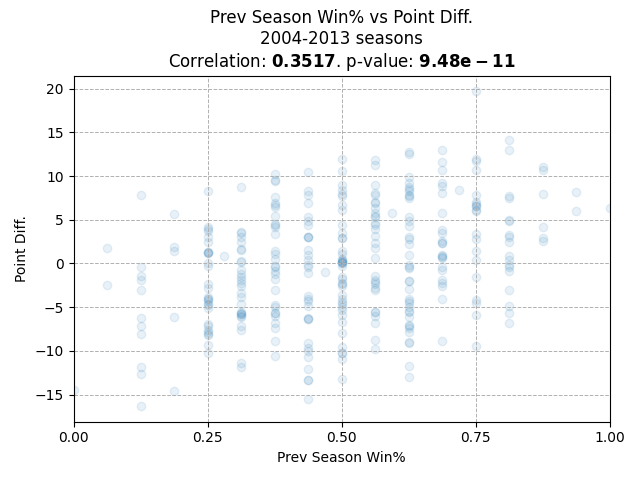 Prev Season Win% vs Point Diff.
2004-2013 seasons
Correlation: 0.3517. p-value: 9.48e − 11
20
15
10
5
0
−5
−10
−15
Point Diff.
0.00 0.25 0.50 0.75 1.00
Prev Season Win%